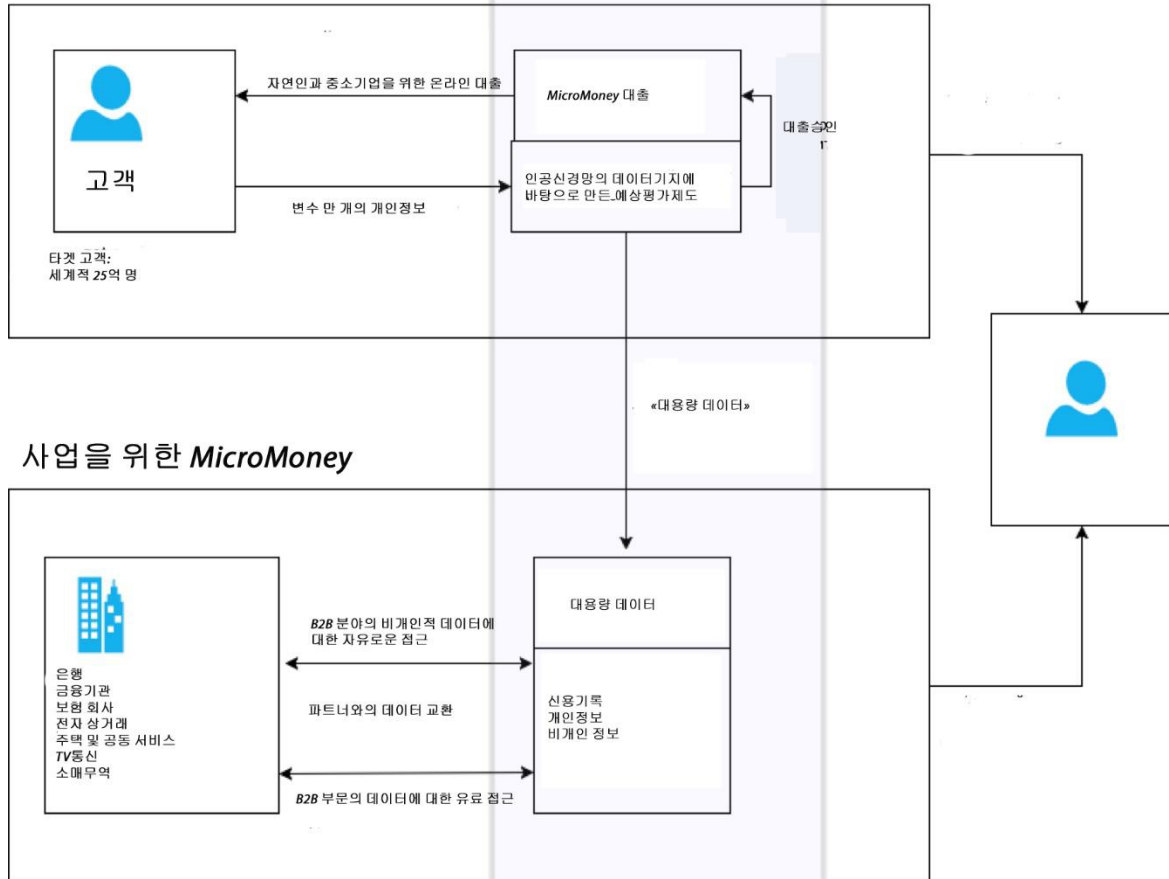 자연인과 중소기업을 위한 온라인 대출
MicroMoney 대출
대출승인
고객
인공신경망의 데이터기지에
바탕으로 만든 예상평가제도
변수 만 개의 개인정보
타겟 고객:
세계적 25억 명
«대용량 데이터»
사업을 위한 MicroMoney
대용량 데이터
B2B 분야의 비개인적 데이터에
대한 자유로운 접근
은행
금융기관
보험 회사
전자 상거래
주택 및 공동 서비스
TV통신
소매무역
파트너와의 데이터 교환
신용기록
개인정보
비개인 정보
B2B 부문의 데이터에 대한 유료 접근